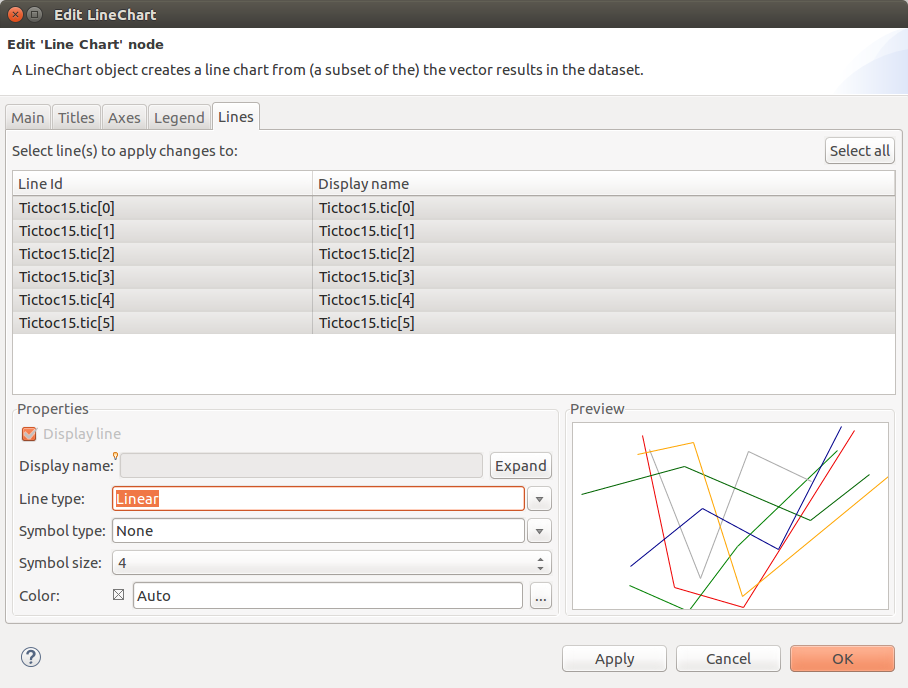 Edit LineChart
Edit 'Line Chart' node
A LineChart object creates a line chart from (a subset of the) the vector results in the dataset.
Main Titles Axes Legend Lines
Select line(s) to apply changes to: Select all
Line Id Display name
Tictoc15.tic[0] Tictoc15.tic[0]
Tictoc15.tic[1] Tictoc15.tic[1]
Tictoc15.tic[2] Tictoc15.tic[2]
Tictoc15.tic[3] Tictoc15.tic[3]
Tictoc15.tic[4] Tictoc15.tic[4]
Tictoc15.tic[5] Tictoc15.tic[5]
Properties
Display line
Display name: Expand
Line type: Linear
Symbol type: None
Symbol size: 4
Color: Auto ...
Preview
? Apply Cancel OK